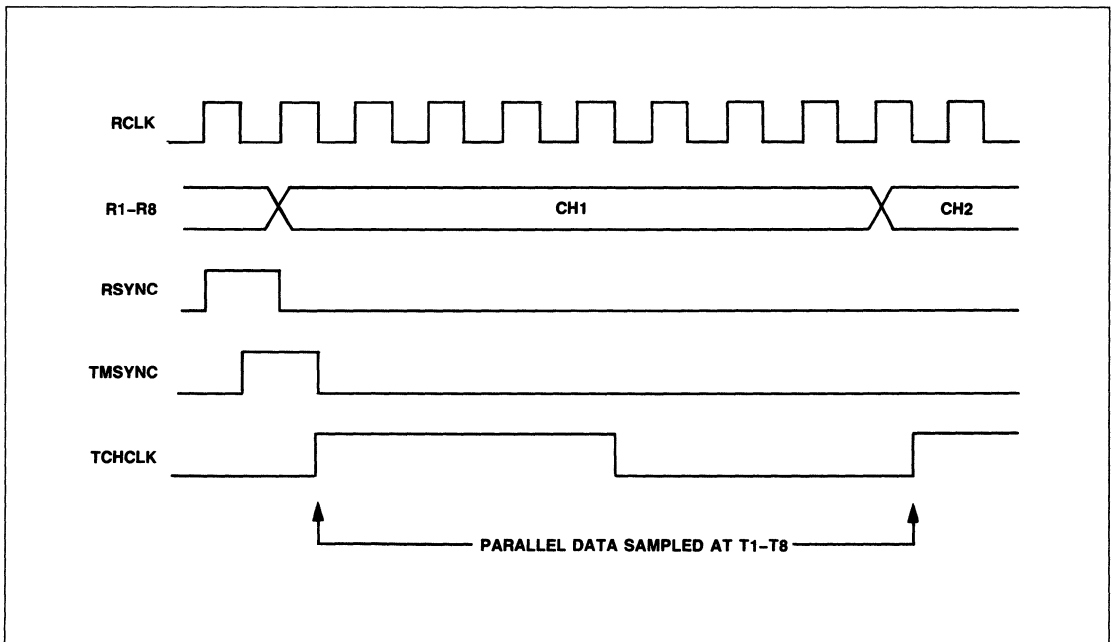 RCLK
R1–R8
CH1
CH2
RSYNC
TMSYNC
TCHCLK
PARALLEL DATA SAMPLED AT T1–T8